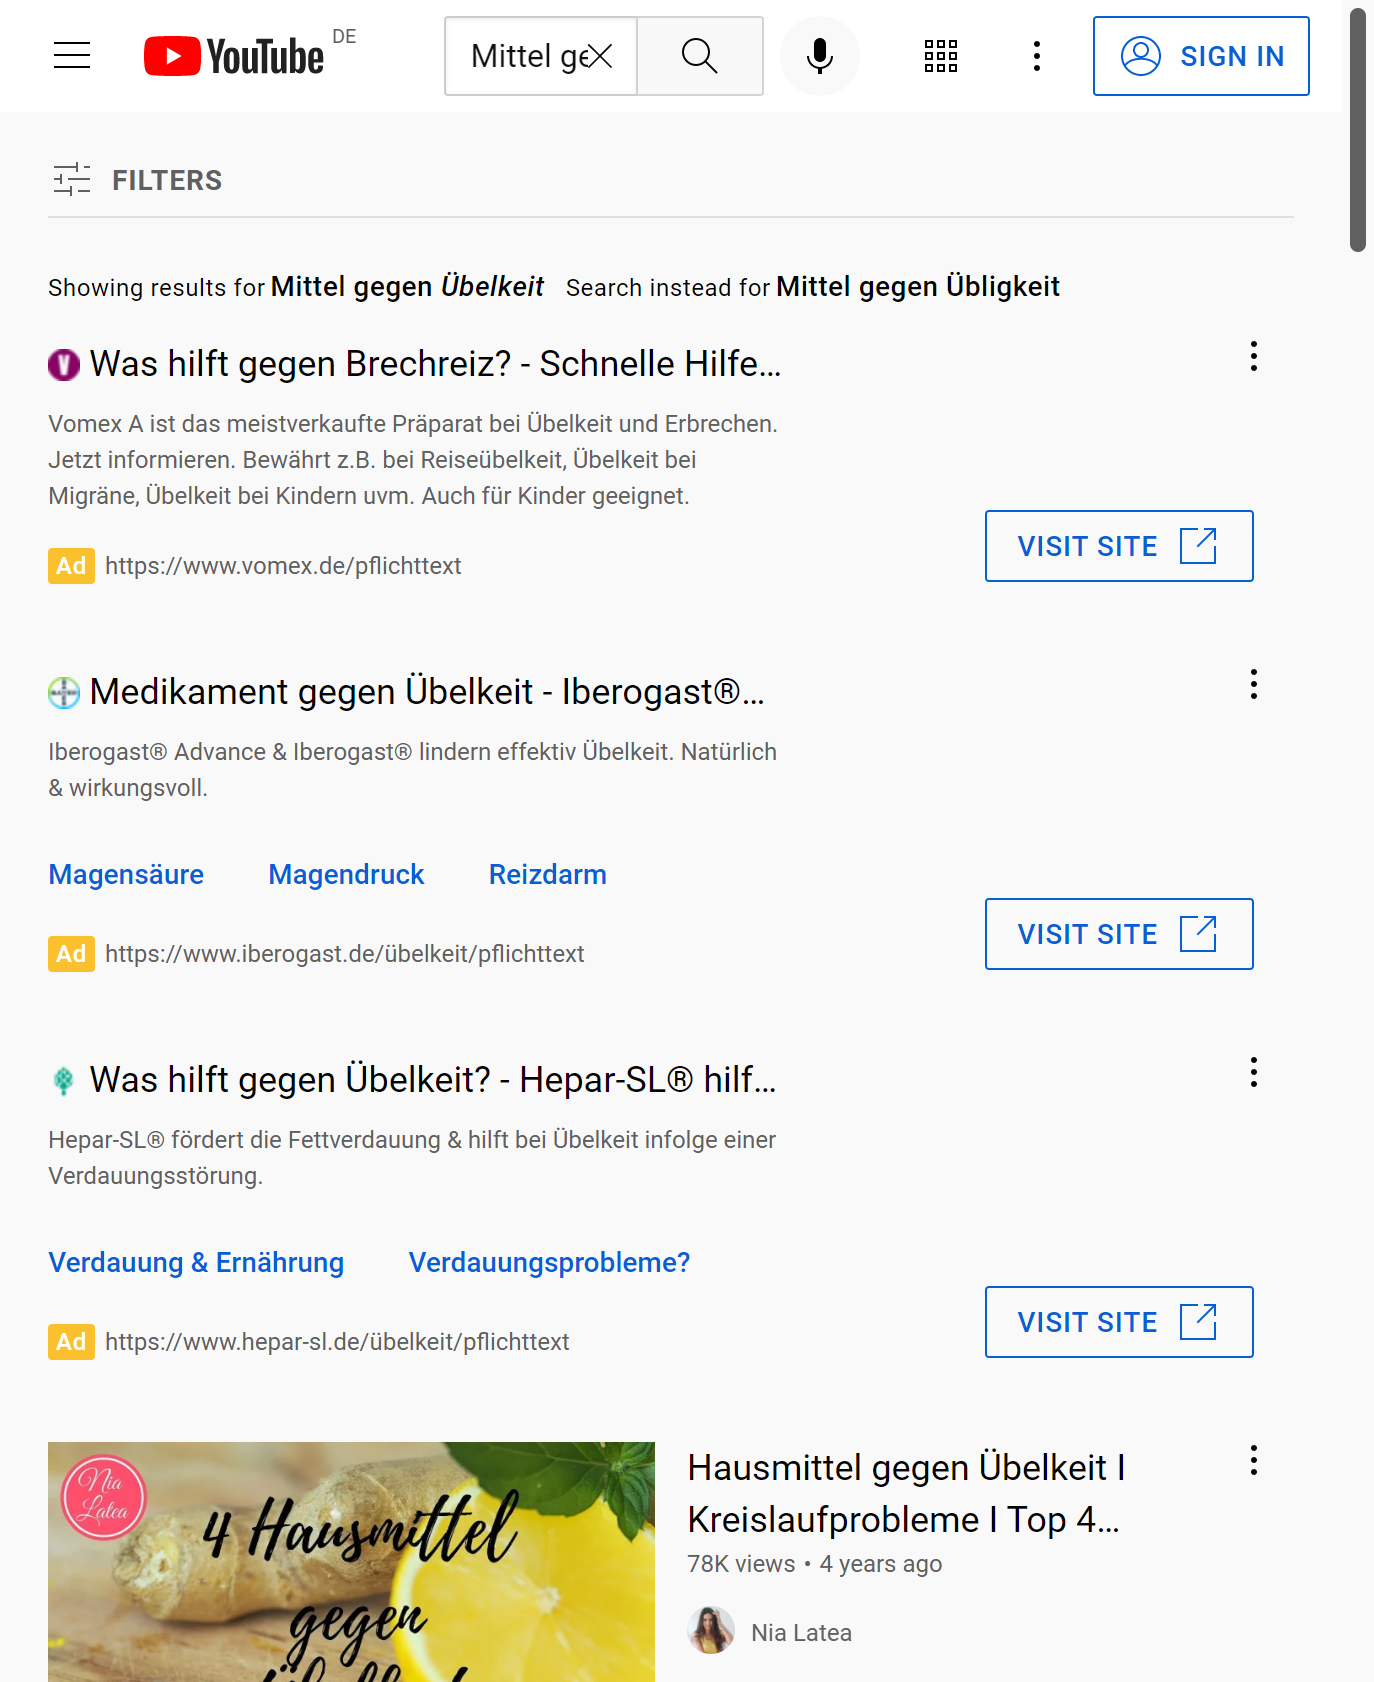 YouTube DE
Mittel ge
SIGN IN
FILTERS
Showing results for Mittel gegen Übelkeit Search instead for Mittel gegen Übligkeit
Was hilft gegen Brechreiz? - Schnelle Hilfe...
Vomex A ist das meistverkaufte Präparat bei Übelkeit und Erbrechen.
Jetzt informieren. Bewährt z.B. bei Reiseübelkeit, Übelkeit bei
Migräne, Übelkeit bei Kindern uvm. Auch für Kinder geeignet.
VISIT SITE
Ad https://www.vomex.de/pflichttext
Medikament gegen Übelkeit - Iberogast®...
Iberogast® Advance & Iberogast® lindern effektiv Übelkeit. Natürlich
& wirkungsvoll.
Magensäure Magendruck Reizdarm
VISIT SITE
Ad https://www.iberogast.de/übelkeit/pflichttext
Was hilft gegen Übelkeit? - Hepar-SL® hilf...
Hepar-SL® fördert die Fettverdauung & hilft bei Übelkeit infolge einer
Verdauungsstörung.
Verdauung & Ernährung Verdauungsprobleme?
VISIT SITE
Ad https://www.hepar-sl.de/übelkeit/pflichttext
Nia
Latea
4 Hausmittel
gegen
Hausmittel gegen Übelkeit I
Kreislaufprobleme I Top 4...
78K views • 4 years ago
Nia Latea